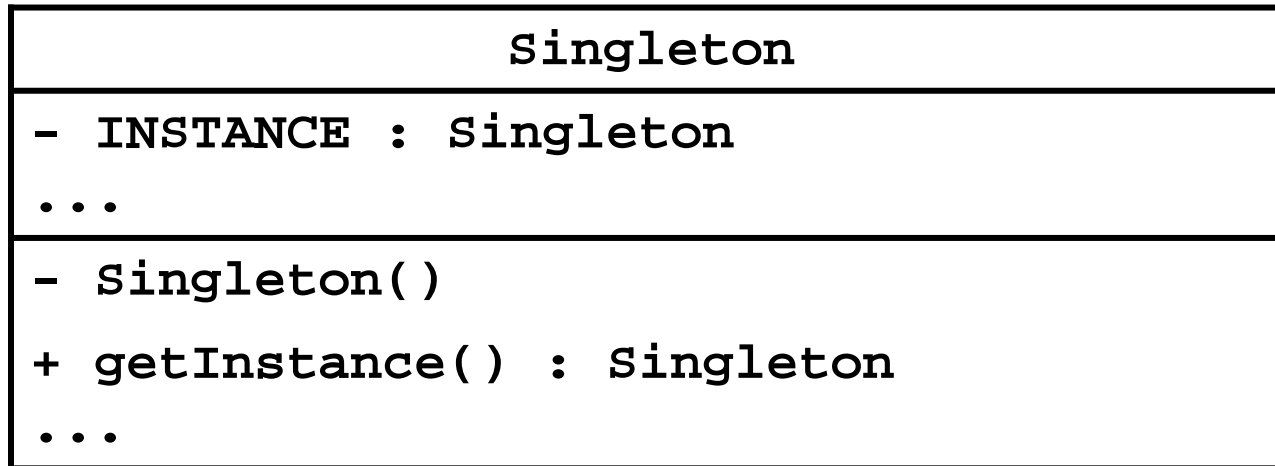 Singleton
- INSTANCE : Singleton
...
- Singleton()
+ getInstance() : Singleton
...